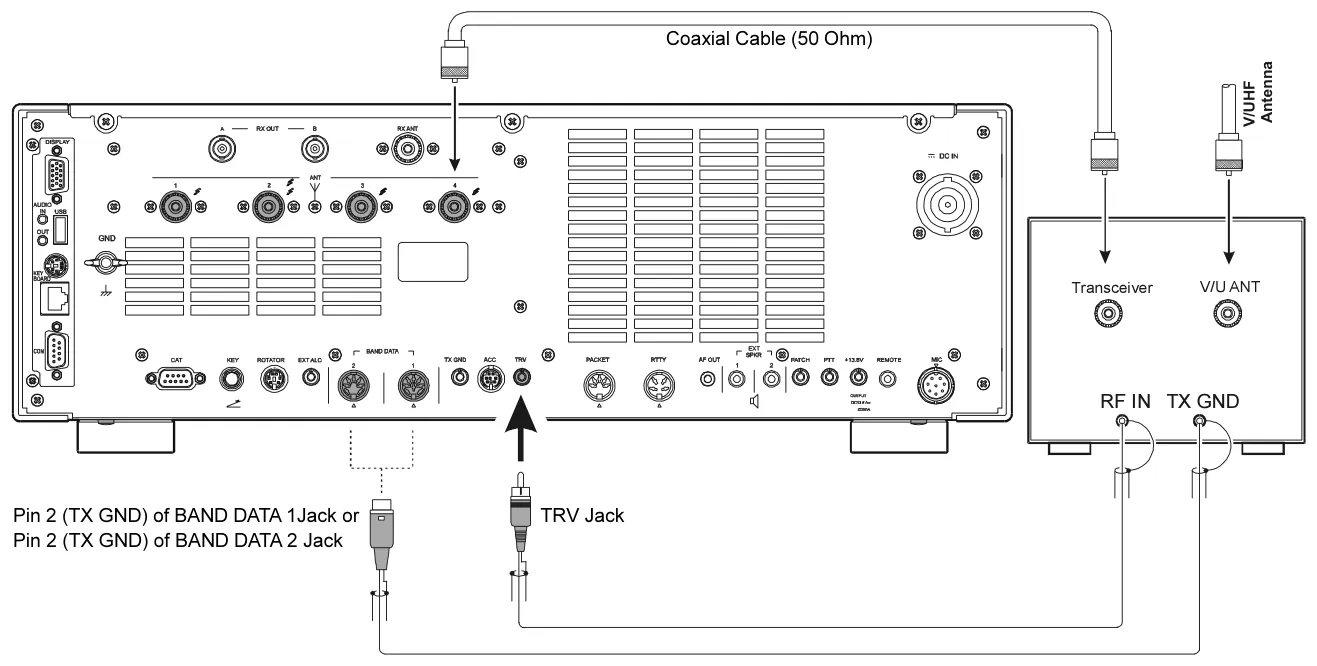 Coaxial Cable (50 Ohm)
V/UHF
Antenna
A RX OUT B
RX ANT
DISPLAY
DC IN
ANT
1 2 3 4
AUDIO
IN
USB
OUT
GND
KEY
BOARD
Transceiver
V/U ANT
COM
CAT
KEY
ROTATOR
EXT ALC
BAND DATA
2 1
TX GND
ACC
TRV
PACKET
RTTY
AF OUT
EXT
SPKR
1 2
PATCH
PTT
+13.8V
REMOTE
MIC
OUTPUT
RF IN
TX GND
Pin 2 (TX GND) of BAND DATA 1Jack or
Pin 2 (TX GND) of BAND DATA 2 Jack
TRV Jack